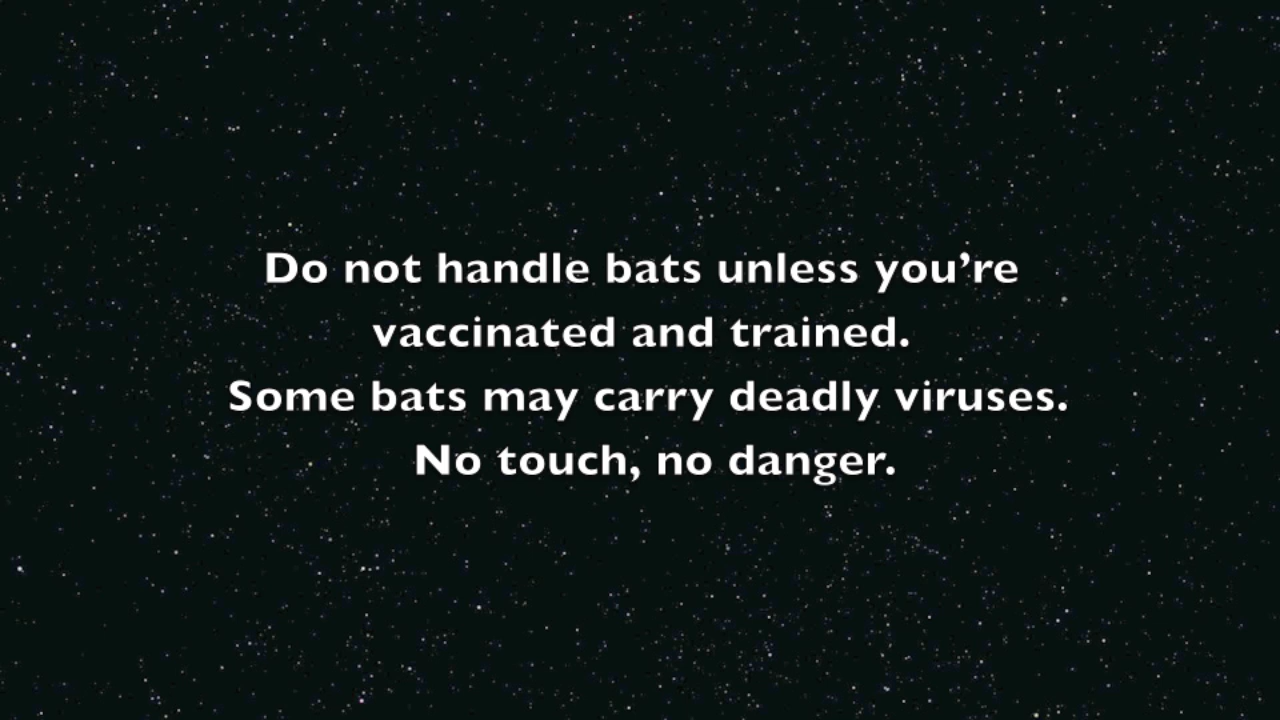 Do not handle bats unless you’re
vaccinated and trained.
Some bats may carry deadly viruses.
No touch, no danger.